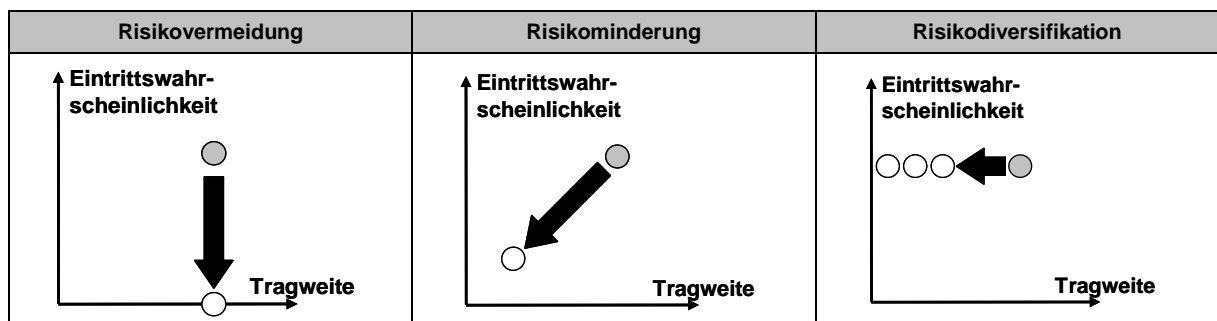 Risikovermeidung
Risikominderung
Risikodiversifikation
Eintrittswahr-
scheinlichkeit
Tragweite
Eintrittswahr-
scheinlichkeit
Tragweite
Eintrittswahr-
scheinlichkeit
Tragweite